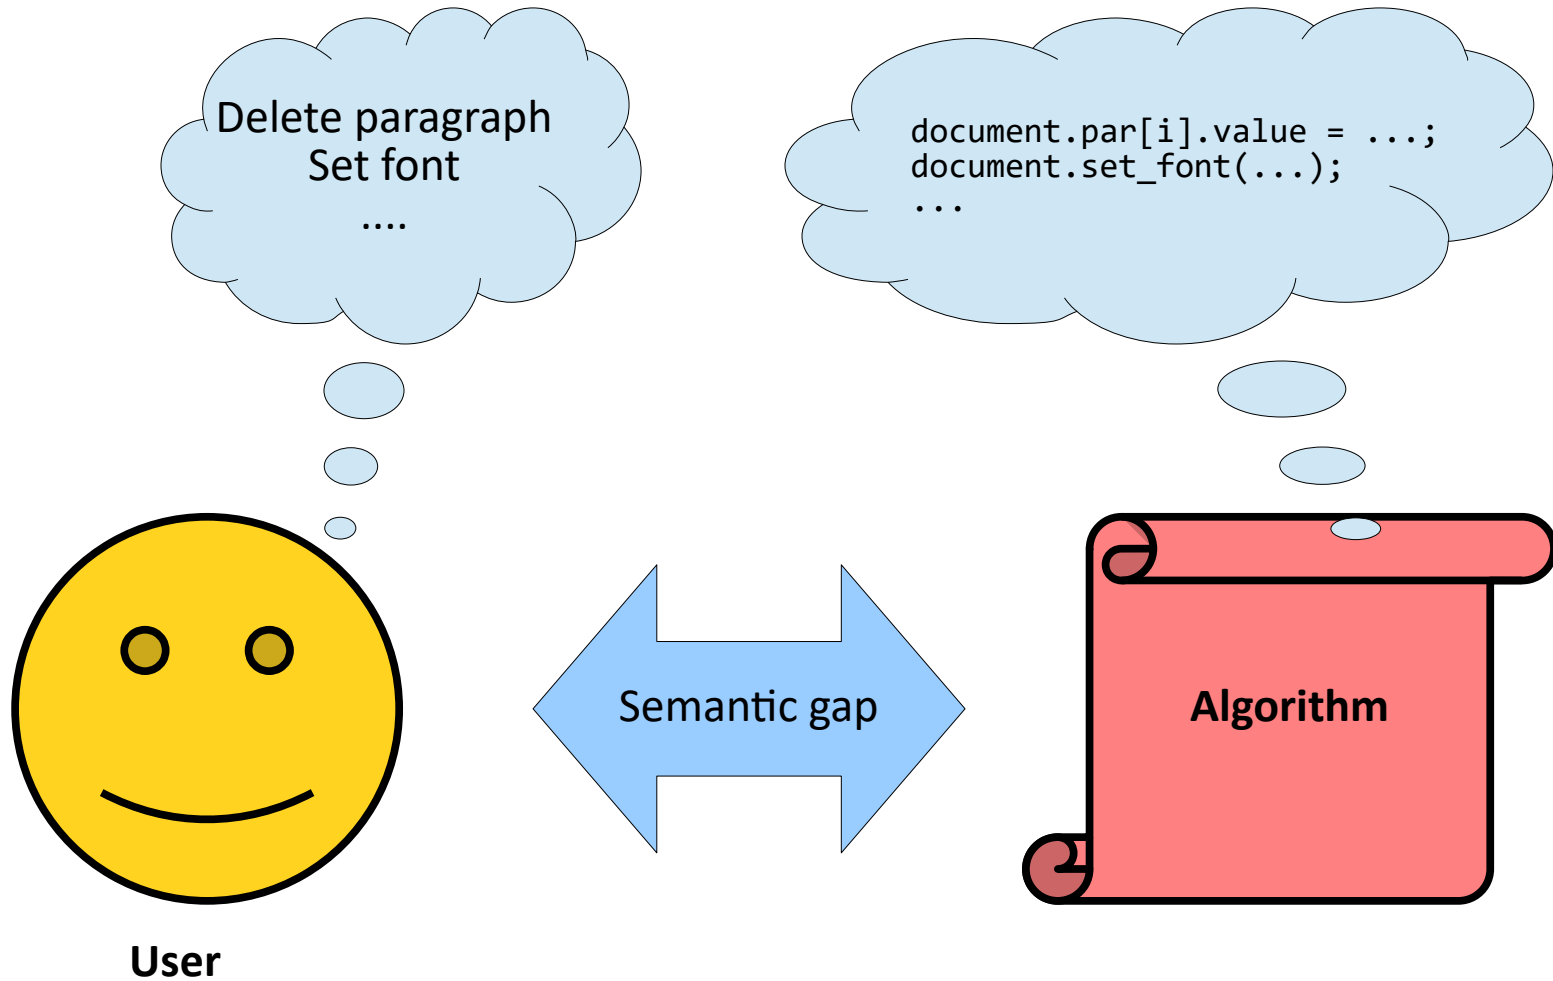 Delete paragraph
Set font
....
document.par[i].value = ...;
document.set_font(...);
...
Semantic gap
Algorithm
User